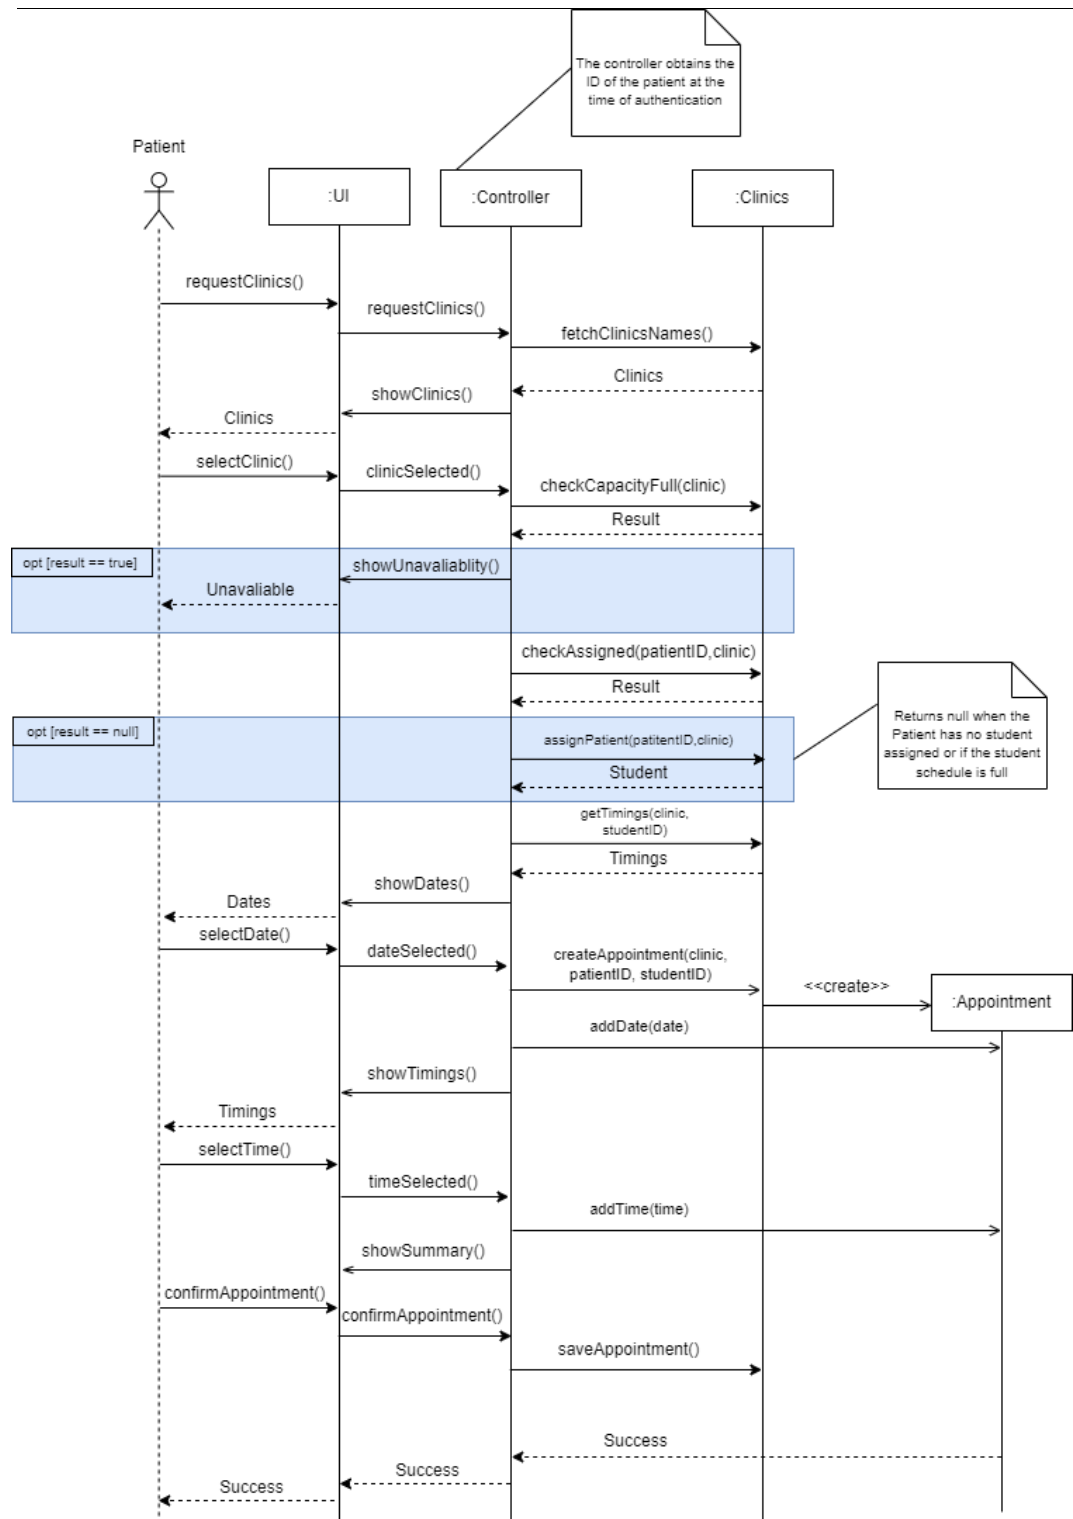 The controller obtains the
ID of the patient at the
time of authentication
Patient
:UI
:Controller
:Clinics
requestClinics()
requestClinics()
fetchClinicsNames()
Clinics
showClinics()
Clinics
selectClinic()
clinicSelected()
checkCapacityFull(clinic)
Result
opt [result == true]
showUnavaliablity()
Unavaliable
checkAssigned(patientID,clinic)
Result
opt [result == null]
assignPatient(patitentID,clinic)
Student
Returns null when the
Patient has no student
assigned or if the student
schedule is full
getTimings(clinic,
studentID)
Timings
showDates()
Dates
selectDate()
dateSelected()
createAppointment(clinic,
patientID, studentID)
<<create>>
:Appointment
addDate(date)
showTimings()
Timings
selectTime()
timeSelected()
addTime(time)
showSummary()
confirmAppointment()
confirmAppointment()
saveAppointment()
Success
Success
Success